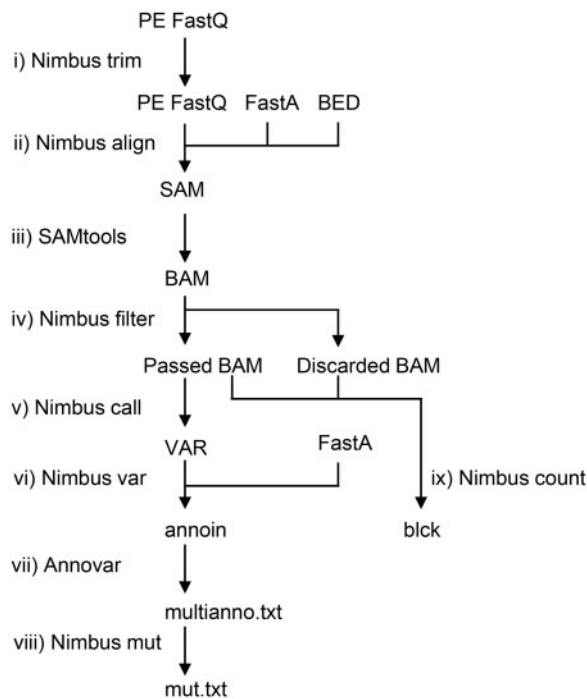 PE FastQ
i) Nimbus trim
PE FastQ FastA BED
ii) Nimbus align
SAM
iii) SAMtools
BAM
iv) Nimbus filter
Passed BAM Discarded BAM
v) Nimbus call
VAR FastA
vi) Nimbus var ix) Nimbus count
annoin blck
vii) Annovar
multianno.txt
viii) Nimbus mut
mut.txt